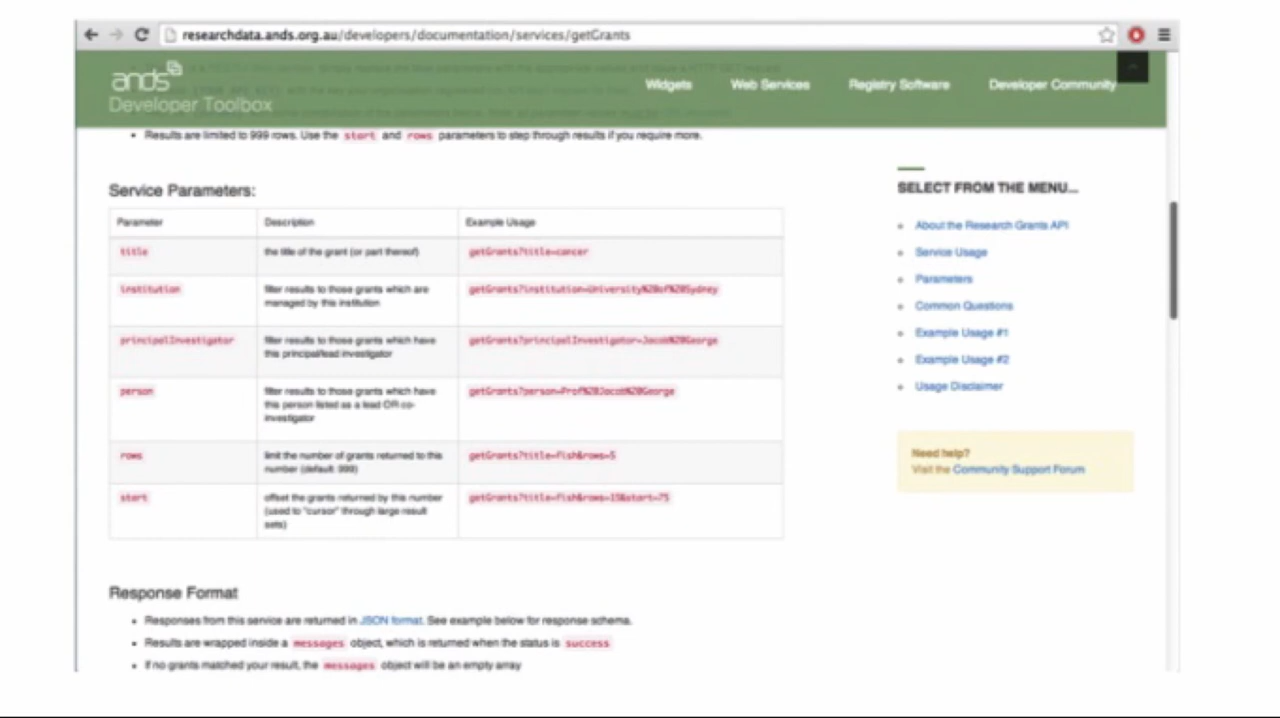 researchdata.ands.org.au/developers/documentation/services/getGrants
ands
Developer Toolbox
Widgets
Web Services
Registry Software
Developer Community
Results are limited to 999 rows. Use the start and rows parameters to step through results if you require more.
Service Parameters:
Parameter
Description
Example Usage
title
the title of the grant (or part thereof)
getGrants?title=cancer
institution
filter results to those grants which are
managed by this institution
getGrants?institution=University%20of%20Sydney
principalInvestigator
filter results to those grants which have
this principal/lead investigator
getGrants?principalInvestigator=Jacob%20George
person
filter results to those grants which have
this person listed as a lead OR co-
investigator
getGrants?person=Prof%20Jacob%20George
rows
limit the number of grants returned to this
number (default: 999)
getGrants?title=fish&rows=5
start
offset the grants returned by this number
(used to "cursor" through large result
sets)
getGrants?title=fish&rows=15&start=75
Response Format
Responses from this service are returned in JSON format. See example below for response schema.
Results are wrapped inside a messages object, which is returned when the status is success
If no grants matched your result, the messages object will be an empty array
SELECT FROM THE MENU...
About the Research Grants API
Service Usage
Parameters
Common Questions
Example Usage #1
Example Usage #2
Usage Disclaimer
Need help?
Visit the Community Support Forum